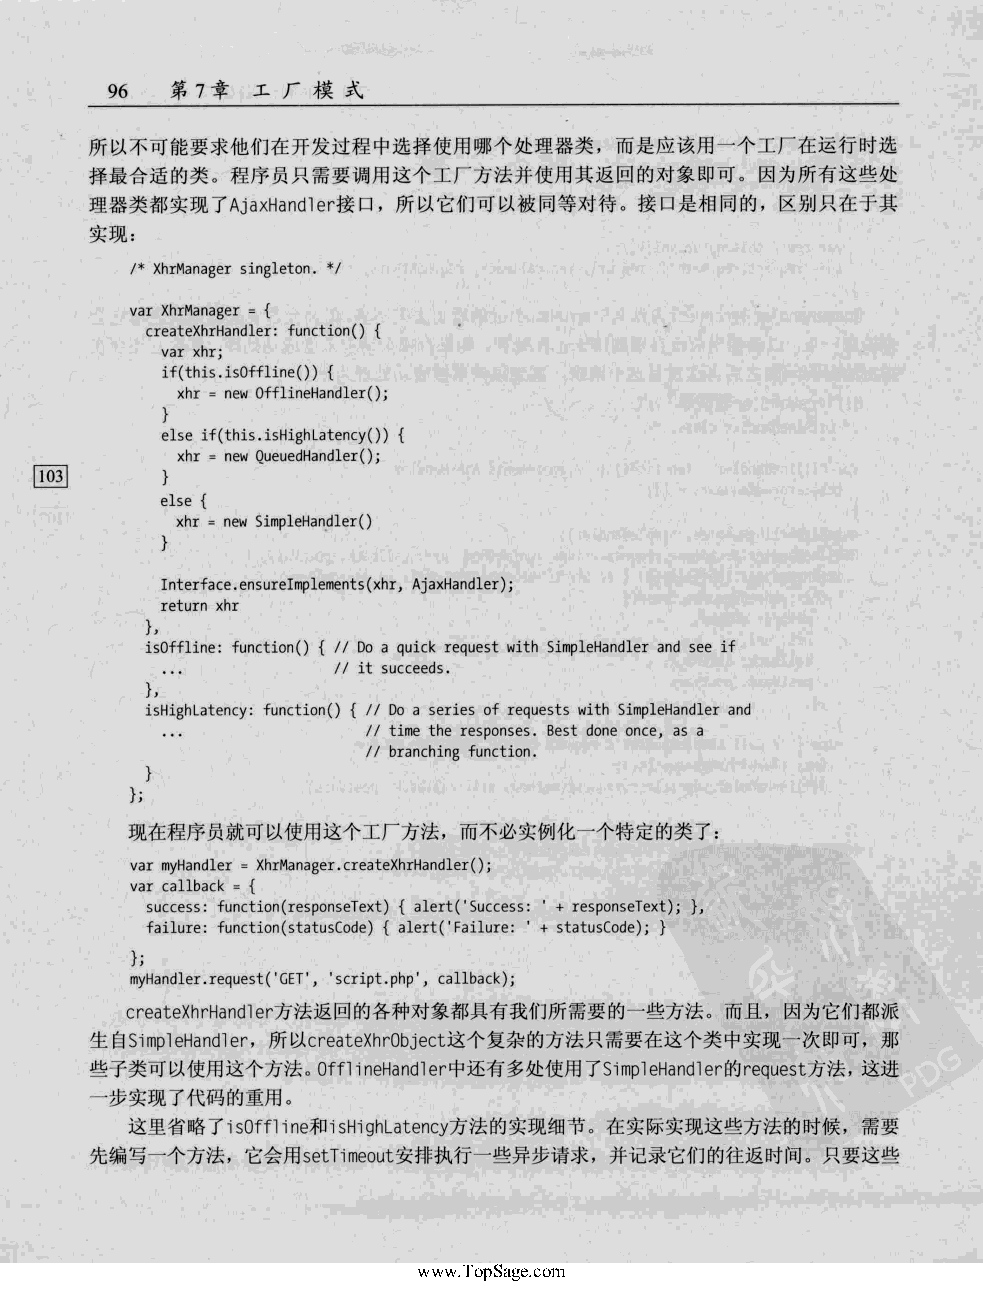 96 第7章 工厂模式
所以不可能要求他们在开发过程中选择使用哪个处理器类，而是应该用一个工厂在运行时选
择最合适的类。程序员只需要调用这个工厂方法并使用其返回的对象即可。因为所有这些处
理器类都实现了AjaxHandler接口，所以它们可以被同等对待。接口是相同的，区别只在于其
实现：
/* XhrManager singleton. */
var XhrManager = {
createXhrHandler: function() {
var xhr;
if(this.isOffline()) {
xhr = new OfflineHandler();
}
else if(this.isHighLatency()) {
xhr = new QueuedHandler();
103 }
else {
xhr = new SimpleHandler()
}
Interface.ensureImplements(xhr, AjaxHandler);
return xhr
},
isOffline: function() { // Do a quick request with SimpleHandler and see if
... // it succeeds.
},
isHighLatency: function() { // Do a series of requests with SimpleHandler and
... // time the responses. Best done once, as a
// branching function.
}
};
现在程序员就可以使用这个工厂方法，而不必实例化一个特定的类了：
var myHandler = XhrManager.createXhrHandler();
var callback = {
success: function(responseText) { alert('Success: ' + responseText); },
failure: function(statusCode) { alert('Failure: ' + statusCode); }
};
myHandler.request('GET', 'script.php', callback);
createXhrHandler方法返回的各种对象都具有我们所需要的一些方法。而且，因为它们都派
生自SimpleHandler，所以createXhrObject这个复杂的方法只需要在这个类中实现一次即可，那
些子类可以使用这个方法。OfflineHandler中还有多处使用了SimpleHandler的request方法，这进
一步实现了代码的重用。
这里省略了isOffline和isHighLatency方法的实现细节。在实际实现这些方法的时候，需要
先编写一个方法，它会用setTimeout安排执行一些异步请求，并记录它们的往返时间。只要这些
PDG
www.TopSage.com